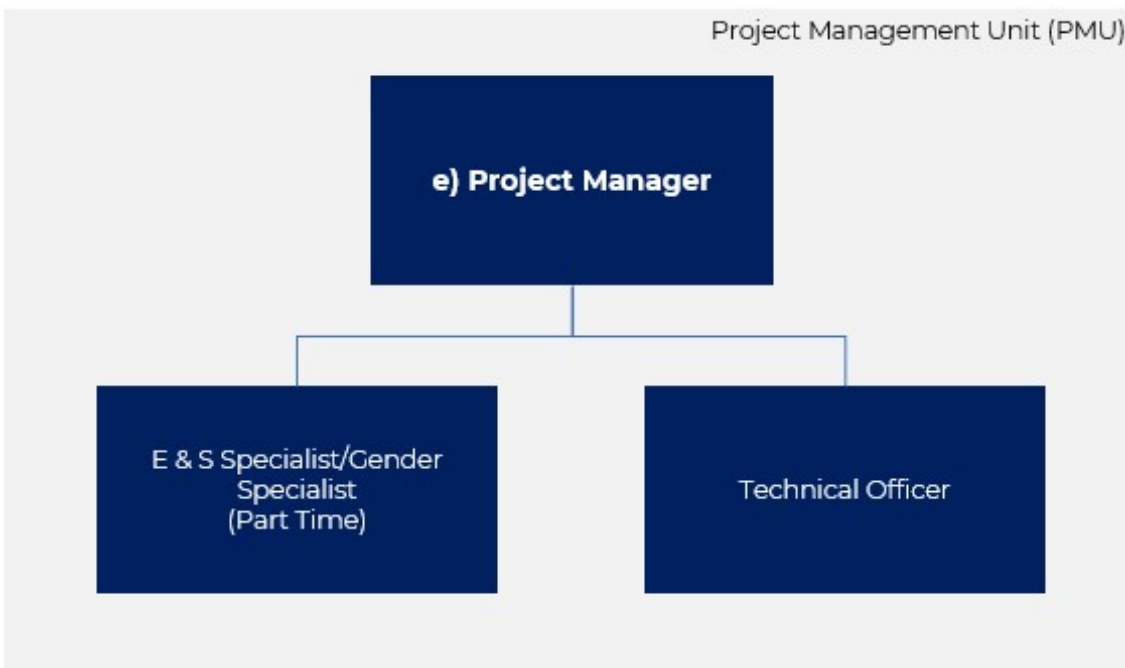 Project Management Unit (PMU)
e) Project Manager
E & S Specialist/Gender
Specialist
(Part Time)
Technical Officer